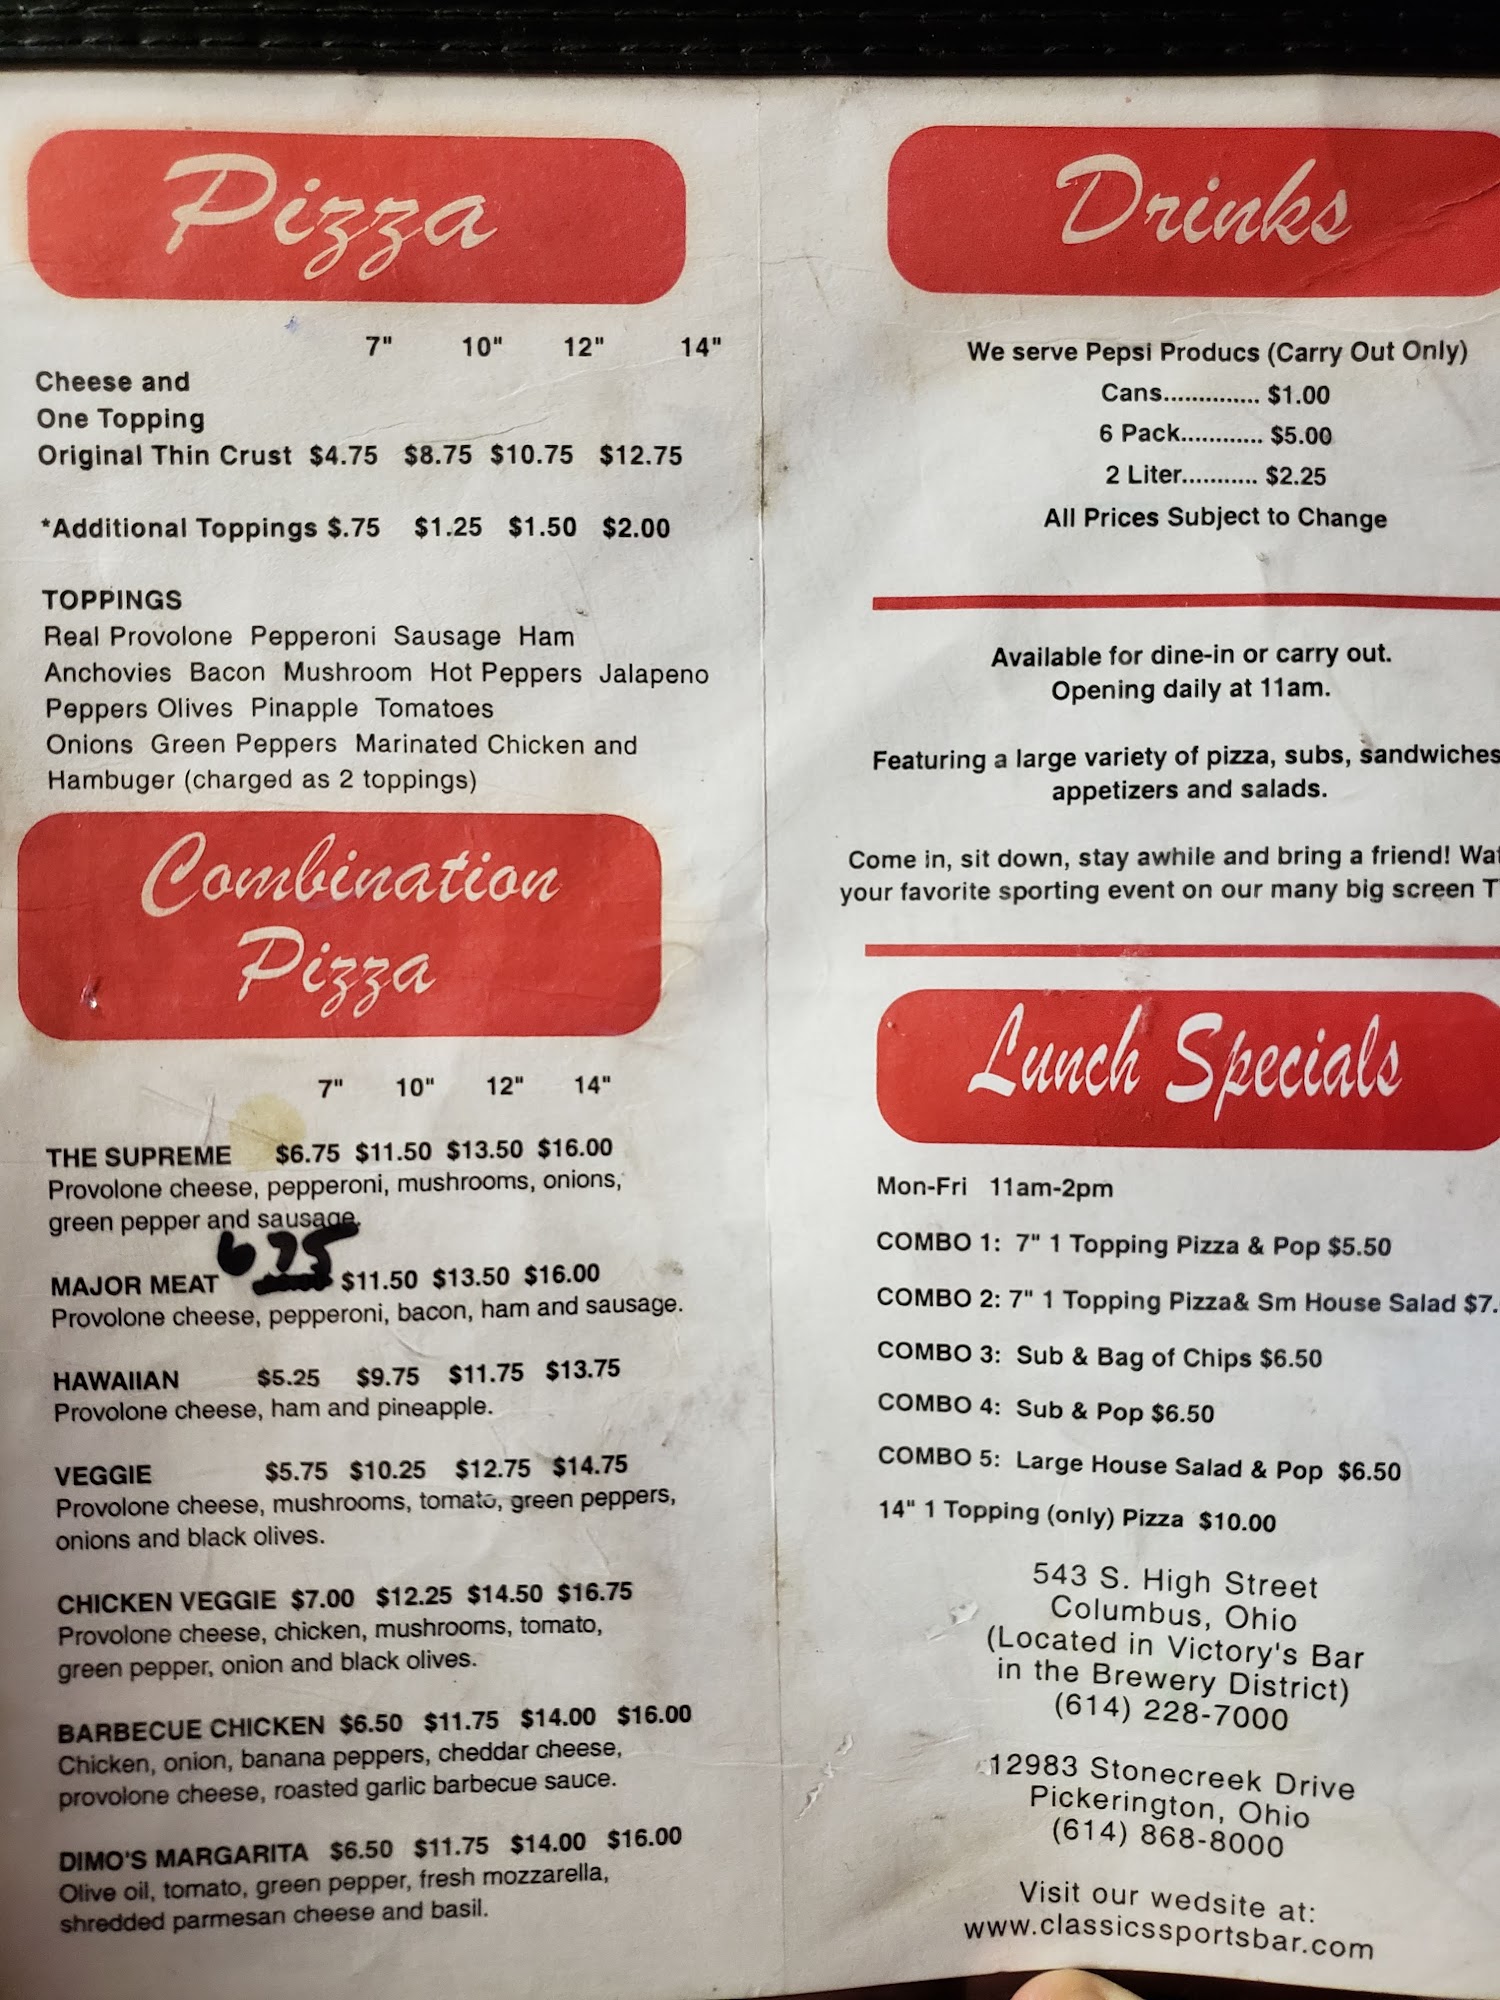 Pizza
7" 10" 12" 14"
Cheese and
One Topping
Original Thin Crust $4.75 $8.75 $10.75 $12.75
*Additional Toppings $.75 $1.25 $1.50 $2.00
TOPPINGS
Real Provolone Pepperoni Sausage Ham
Anchovies Bacon Mushroom Hot Peppers Jalapeno
Peppers Olives Pinapple Tomatoes
Onions Green Peppers Marinated Chicken and
Hambuger (charged as 2 toppings)
Combination
Pizza
7" 10" 12" 14"
THE SUPREME $6.75 $11.50 $13.50 $16.00
Provolone cheese, pepperoni, mushrooms, onions,
green pepper and sausage.
MAJOR MEAT 6 75 $11.50 $13.50 $16.00
Provolone cheese, pepperoni, bacon, ham and sausage.
HAWAIIAN $5.25 $9.75 $11.75 $13.75
Provolone cheese, ham and pineapple.
VEGGIE $5.75 $10.25 $12.75 $14.75
Provolone cheese, mushrooms, tomato, green peppers,
onions and black olives.
CHICKEN VEGGIE $7.00 $12.25 $14.50 $16.75
Provolone cheese, chicken, mushrooms, tomato,
green pepper, onion and black olives.
BARBECUE CHICKEN $6.50 $11.75 $14.00 $16.00
Chicken, onion, banana peppers, cheddar cheese,
provolone cheese, roasted garlic barbecue sauce.
DIMO'S MARGARITA $6.50 $11.75 $14.00 $16.00
Olive oil, tomato, green pepper, fresh mozzarella,
shredded parmesan cheese and basil.
Drinks
We serve Pepsi Producs (Carry Out Only)
Cans.............. $1.00
6 Pack............ $5.00
2 Liter........... $2.25
All Prices Subject to Change
Available for dine-in or carry out.
Opening daily at 11am.
Featuring a large variety of pizza, subs, sandwiches
appetizers and salads.
Come in, sit down, stay awhile and bring a friend!
your favorite sporting event on our many big screen
Lunch Specials
Mon-Fri 11am-2pm
COMBO 1: 7" 1 Topping Pizza & Pop $5.50
COMBO 2: 7" 1 Topping Pizza& Sm House Salad $7.
COMBO 3: Sub & Bag of Chips $6.50
COMBO 4: Sub & Pop $6.50
COMBO 5: Large House Salad & Pop $6.50
14" 1 Topping (only) Pizza $10.00
543 S. High Street
Columbus, Ohio
(Located in Victory's Bar
in the Brewery District)
(614) 228-7000
12983 Stonecreek Drive
Pickerington, Ohio
(614) 868-8000
Visit our wedsite at:
www.classicssportsbar.com